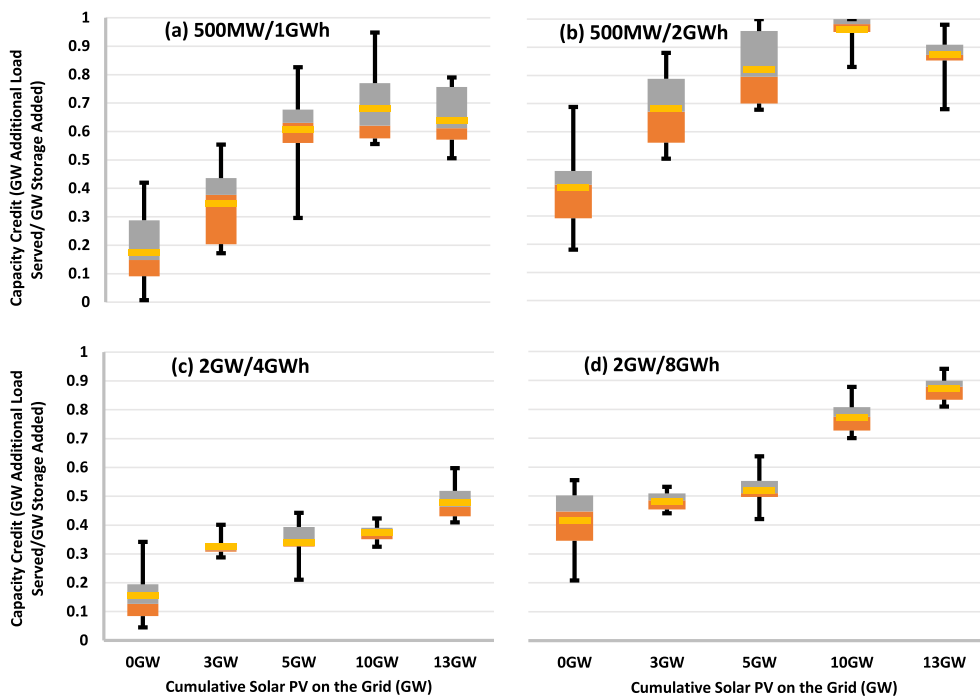 (a) 500MW/1GWh
(b) 500MW/2GWh
Capacity Credit (GW Additional Load
Served/ GW Storage Added)
1
0.9
0.8
0.7
0.6
0.5
0.4
0.3
0.2
0.1
0
(c) 2GW/4GWh
(d) 2GW/8GWh
Capacity Credit (GW Additional Load
Served/GW Storage Added)
1
0.9
0.8
0.7
0.6
0.5
0.4
0.3
0.2
0.1
0
0GW 3GW 5GW 10GW 13GW
0GW 3GW 5GW 10GW 13GW
Cumulative Solar PV on the Grid (GW)
Cumulative Solar PV on the Grid (GW)